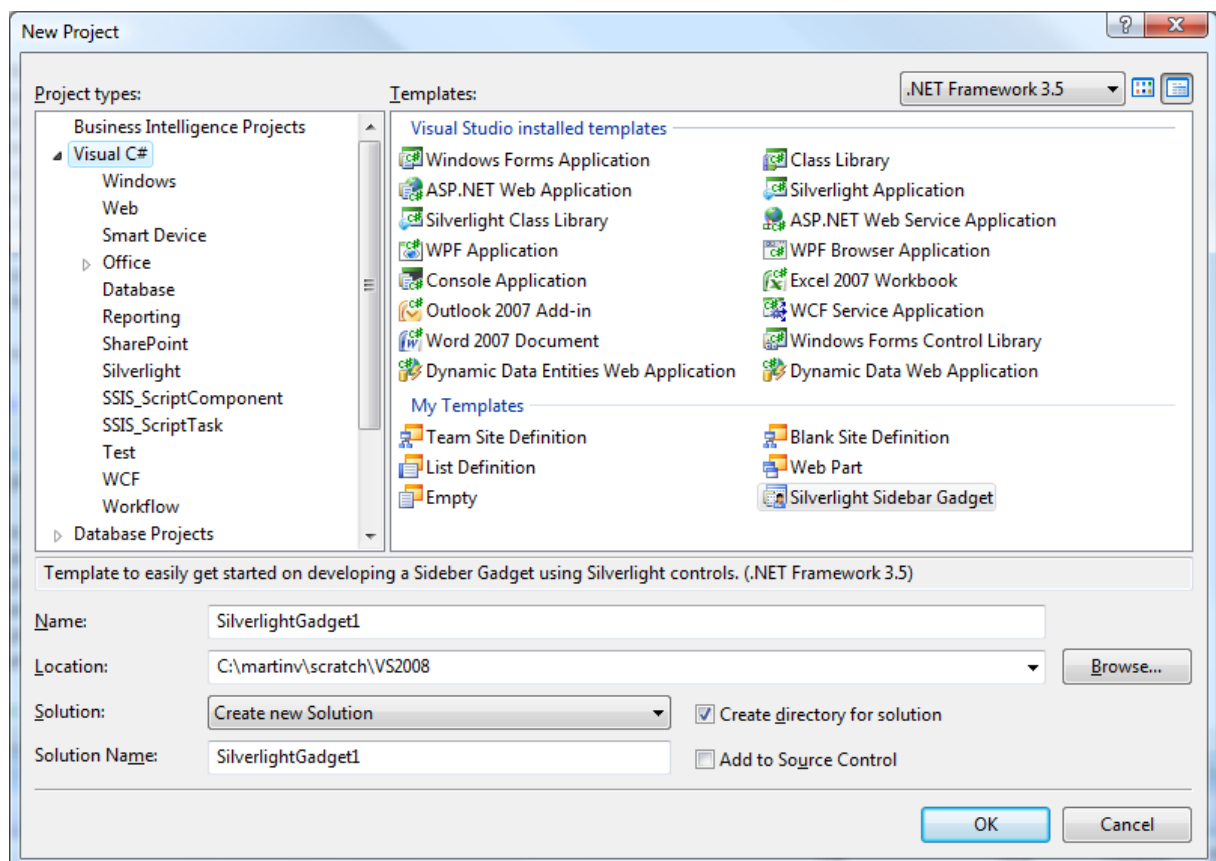 New Project
Project types:
Templates:
.NET Framework 3.5
Business Intelligence Projects
Visual C#
Windows
Web
Smart Device
Office
Database
Reporting
SharePoint
Silverlight
SSIS_ScriptComponent
SSIS_ScriptTask
Test
WCF
Workflow
Database Projects
Visual Studio installed templates
Windows Forms Application
Class Library
ASP.NET Web Application
Silverlight Application
Silverlight Class Library
ASP.NET Web Service Application
WPF Application
WPF Browser Application
Console Application
Excel 2007 Workbook
Outlook 2007 Add-in
WCF Service Application
Word 2007 Document
Windows Forms Control Library
Dynamic Data Entities Web Application
Dynamic Data Web Application
My Templates
Team Site Definition
Blank Site Definition
List Definition
Web Part
Empty
Silverlight Sidebar Gadget
Template to easily get started on developing a Sideber Gadget using Silverlight controls. (.NET Framework 3.5)
Name:
SilverlightGadget1
Location:
C:\martinv\scratch\VS2008
Browse...
Solution:
Create new Solution
Create directory for solution
Solution Name:
SilverlightGadget1
Add to Source Control
OK
Cancel